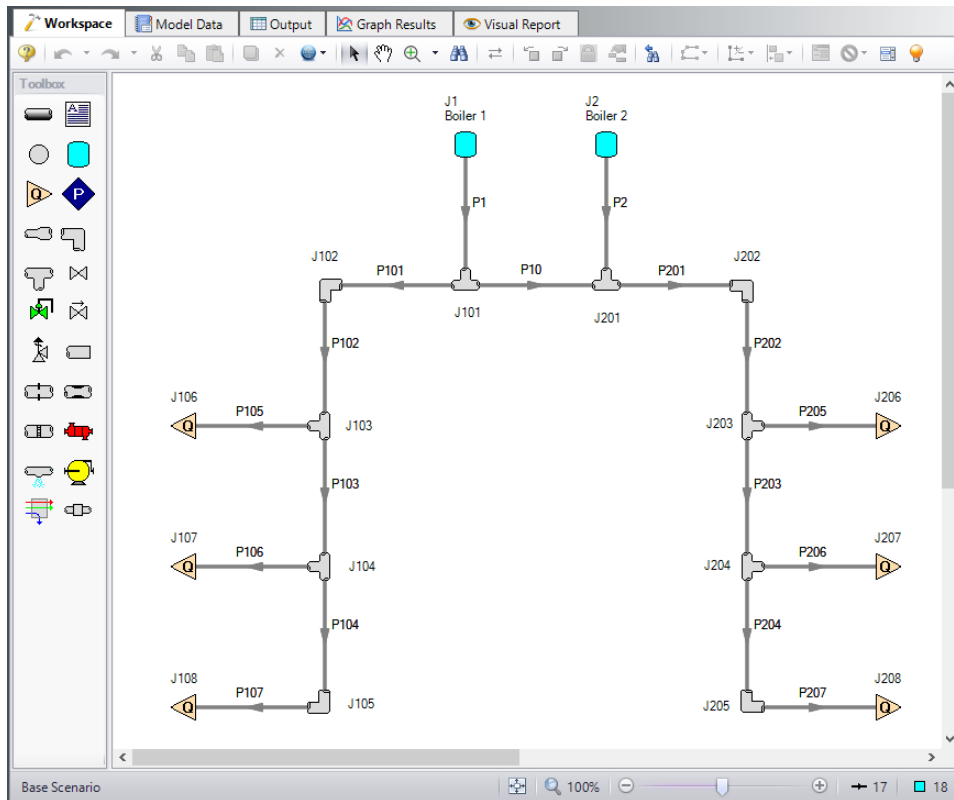 Workspace
Model Data
Output
Graph Results
Visual Report
Toolbox
A
Q
P
J1
Boiler 1
J2
Boiler 2
P1
P2
J102
P101
P10
P201
J202
J101
J201
P102
P202
J106
P105
J103
Q
J203
P205
J206
Q
P103
P203
J107
P106
J104
Q
J204
P206
J207
Q
P104
P204
J108
P107
J105
Q
J205
P207
J208
Q
Base Scenario
100%
17
18